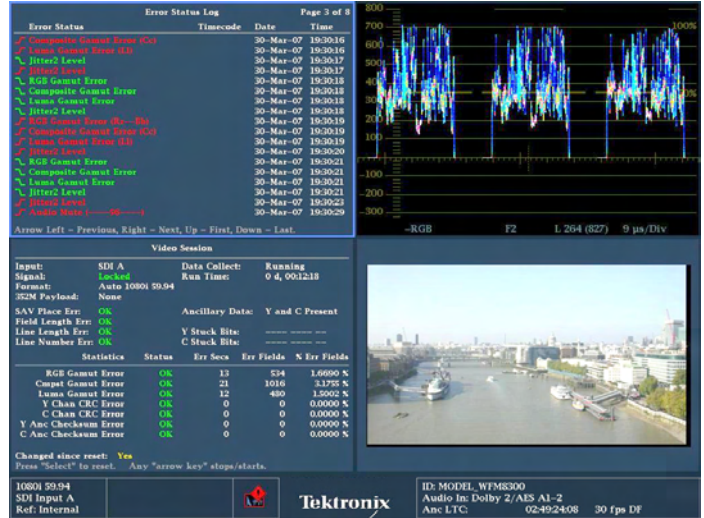 Error Status Log Page 3 of 8
Error Status Timecode Date Time
Composite Gamut Error (Cc) 30-Mar-07 19:30:16
Luma Gamut Error (Ll) 30-Mar-07 19:30:16
Jitter2 Level 30-Mar-07 19:30:17
Jitter2 Level 30-Mar-07 19:30:17
RGB Gamut Error 30-Mar-07 19:30:18
Composite Gamut Error 30-Mar-07 19:30:18
Luma Gamut Error 30-Mar-07 19:30:18
Jitter2 Level 30-Mar-07 19:30:18
RGB Gamut Error 30-Mar-07 19:30:19
Composite Gamut Error (Cc) 30-Mar-07 19:30:19
Luma Gamut Error (Ll) 30-Mar-07 19:30:19
Jitter2 Level 30-Mar-07 19:30:20
RGB Gamut Error 30-Mar-07 19:30:21
Composite Gamut Error 30-Mar-07 19:30:21
Luma Gamut Error 30-Mar-07 19:30:21
Jitter2 Level 30-Mar-07 19:30:21
Jitter2 Level 30-Mar-07 19:30:23
Audio Mute 30-Mar-07 19:30:29
Arrow Left - Previous, Right - Next, Up - First, Down - Last.
800
700 100%
600
500
400
300
200
100
-100
-200
-300
-RGB F2 L 264 (827) 9 µs/Div
Video Session
Input: SDI A Data Collect: Running
Signal: Locked Run Time: 0 d, 00:12:18
Format: Auto 1080i 59.94
352M Payload: None
SAV Place Err: OK Ancillary Data: Y and C Present
Field Length Err: OK
Line Length Err: OK Y Stuck Bits: ---- ---- --
Line Number Err: OK C Stuck Bits: ---- ---- --
Statistics Status Err Secs Err Fields % Err Fields
RGB Gamut Error OK 13 534 1.6690 %
Cmpst Gamut Error OK 21 1016 3.1755 %
Luma Gamut Error OK 12 480 1.5002 %
Y Chan CRC Error OK 0 0 0.0000 %
C Chan CRC Error OK 0 0 0.0000 %
Y Anc Checksum Error OK 0 0 0.0000 %
C Anc Checksum Error OK 0 0 0.0000 %
Changed since reset: Yes
Press "Select" to reset. Any "arrow key" stops/starts.
1080i 59.94
SDI Input A
Ref: Internal
Tektronix
ID: MODEL_WFM8300
Audio In: Dolby 2/AES A1-2
Anc LTC: 02:49:24:08 30 fps DF